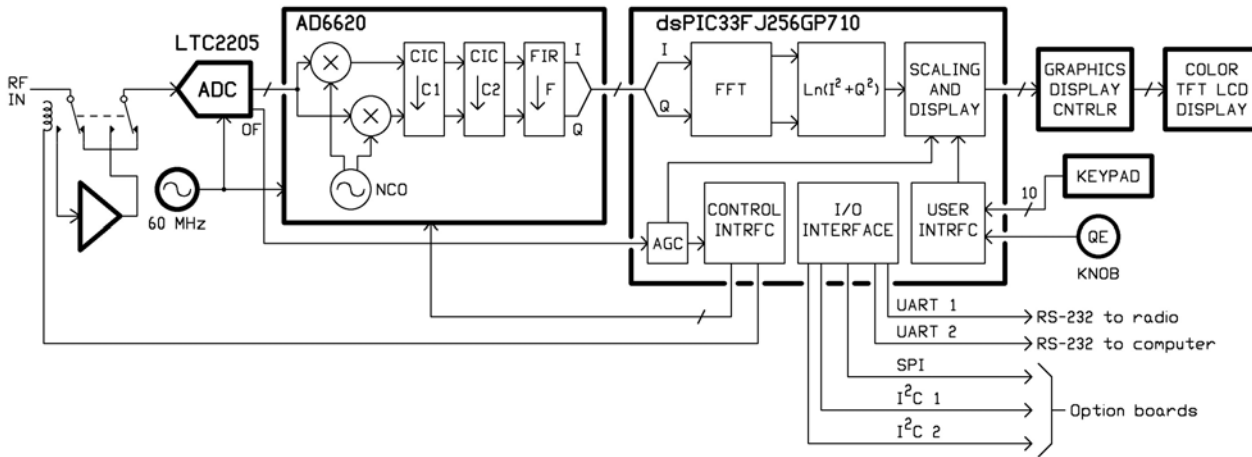 AD6620
dsPIC33FJ256GP710
LTC2205
RF
IN
ADC
OF
60 MHz
NCO
CIC
C1
CIC
C2
FIR
F
I
Q
I
Q
FFT
Ln(I²+Q²)
SCALING
AND
DISPLAY
GRAPHICS
DISPLAY
CNTRLR
COLOR
TFT LCD
DISPLAY
AGC
CONTROL
INTRFC
I/O
INTERFACE
USER
INTRFC
10
KEYPAD
QE
KNOB
UART 1
RS-232 to radio
UART 2
RS-232 to computer
SPI
I²C 1
Option boards
I²C 2